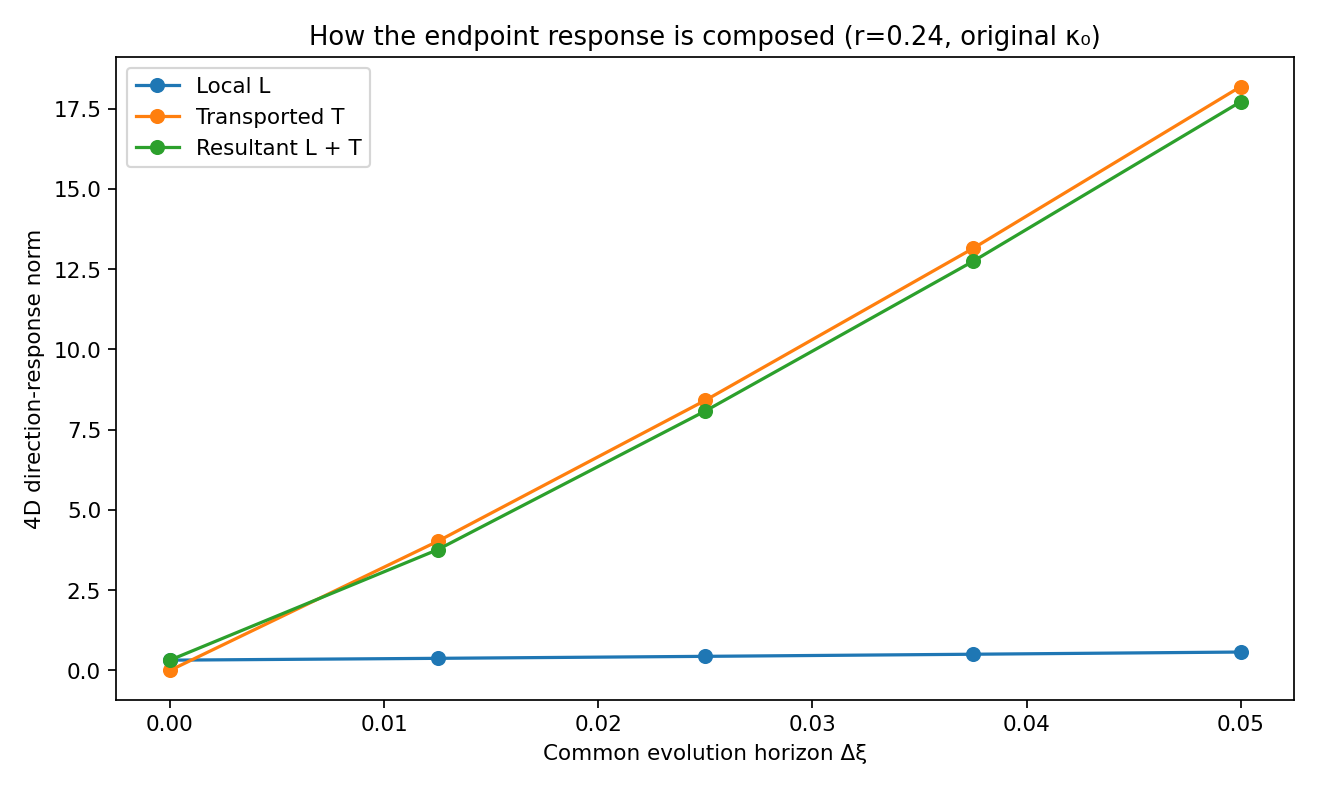 How the endpoint response is composed (r=0.24, original κ₀)
Local L
Transported T
Resultant L + T
4D direction-response norm
17.5
15.0
12.5
10.0
7.5
5.0
2.5
0.0
0.00 0.01 0.02 0.03 0.04 0.05
Common evolution horizon Δξ